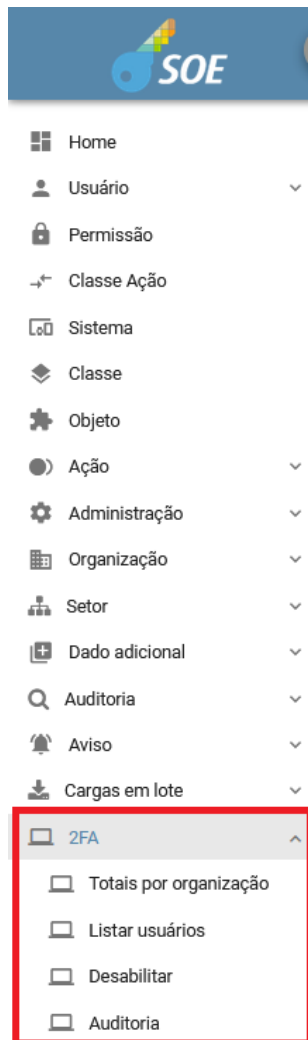 SOE
Home
Usuário
Permissão
Classe Ação
Sistema
Classe
Objeto
Ação
Administração
Organização
Setor
Dado adicional
Auditoria
Aviso
Cargas em lote
2FA
Totais por organização
Listar usuários
Desabilitar
Auditoria